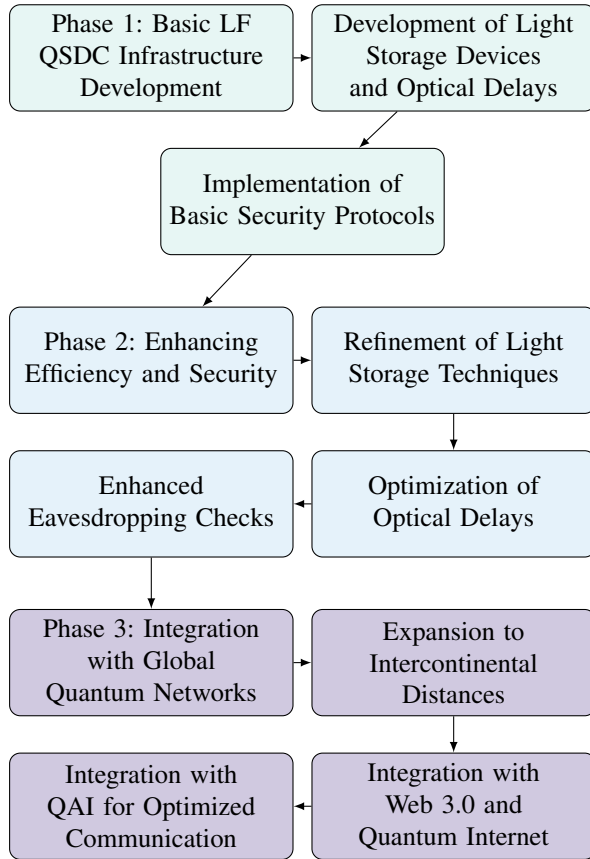 Phase 1: Basic LF
QSDC Infrastructure
Development
Development of Light
Storage Devices
and Optical Delays
Implementation of
Basic Security Protocols
Phase 2: Enhancing
Efficiency and Security
Refinement of Light
Storage Techniques
Optimization of
Optical Delays
Enhanced
Eavesdropping Checks
Phase 3: Integration
with Global
Quantum Networks
Expansion to
Intercontinental
Distances
Integration with
Web 3.0 and
Quantum Internet
Integration with
QAI for Optimized
Communication